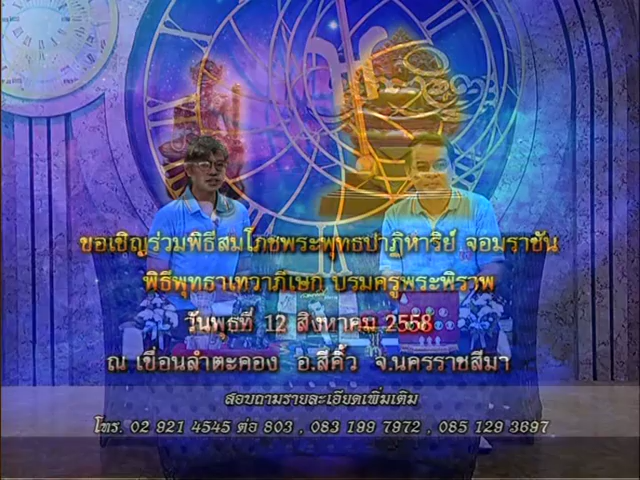 ขอเชิญร่วมพิธีสมโภชพระพุทธปาฏิหาริย์ จอมราชัน
พิธีพุทธาเทวาภิเษก บรมครูพระพิราพ
วันพุธที่ 12 สิงหาคม 2558
ณ เขื่อนลำตะคอง อ.สีคิ้ว จ.นครราชสีมา
สอบถามรายละเอียดเพิ่มเติม
โทร. 02 921 4545 ต่อ 803 , 083 199 7972 , 085 129 3697